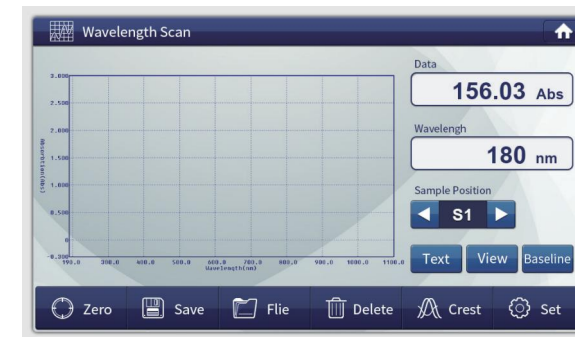 Wavelength Scan
Data
156.03 Abs
Wavelengh
180 nm
Sample Position
S1
Text View Baseline
3.000
2.500
2.000
1.500
1.000
0.500
0
-0.300
Absorbtion(Abs)
190.0 300.0 400.0 500.0 600.0 700.0 800.0 900.0 1000.0 1100.0
Wavelength(nm)
Zero Save Flie Delete Crest Set